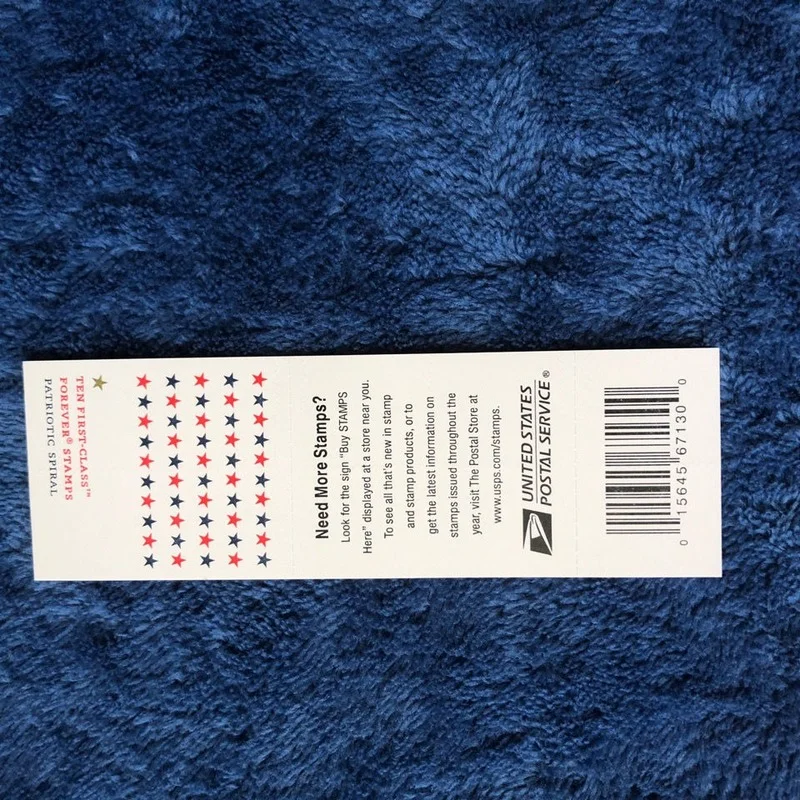 TEN FIRST-CLASS™
FOREVER® STAMPS
PATRIOTIC SPIRAL
Need More Stamps?
Look for the sign "Buy STAMPS
Here" displayed at a store near you.
To see all that's new in stamp
and stamp products, or to
get the latest information on
stamps issued throughout the
year, visit The Postal Store at
www.usps.com/stamps.
UNITED STATES
POSTAL SERVICE®
0 15645 67130 0